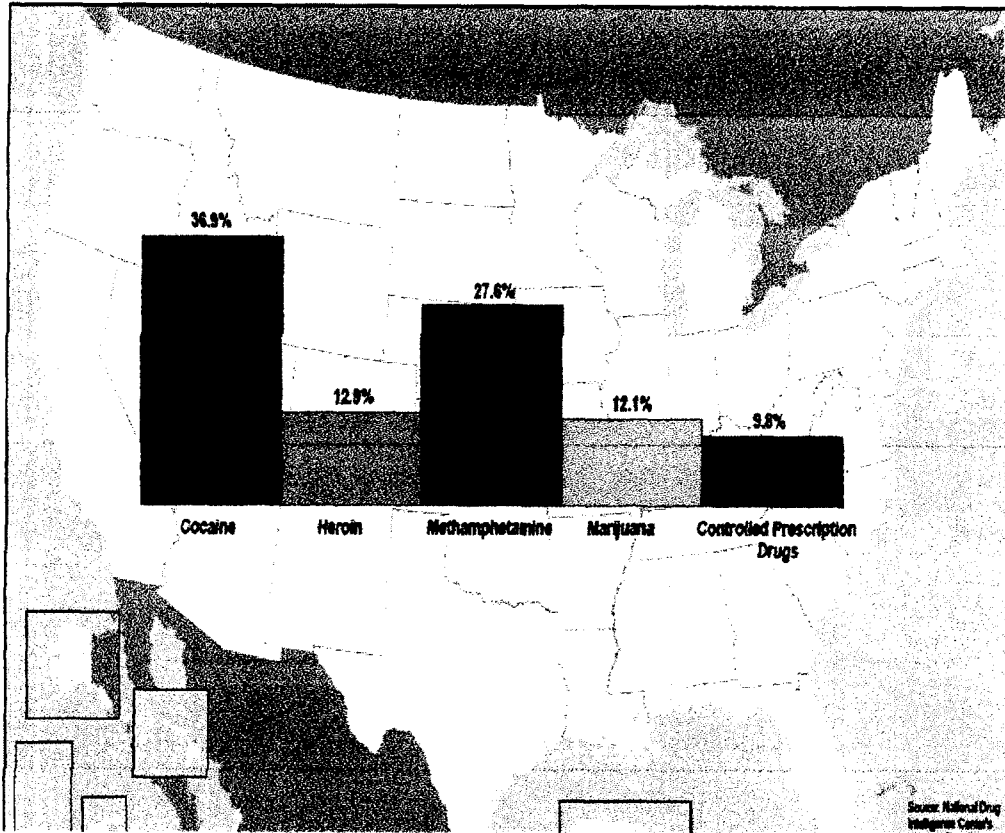 36.9%
27.6%
12.9%
12.1%
9.8%
Cocaine Heroin Methamphetamine Marijuana Controlled Prescription
Drugs
Source: National Drug